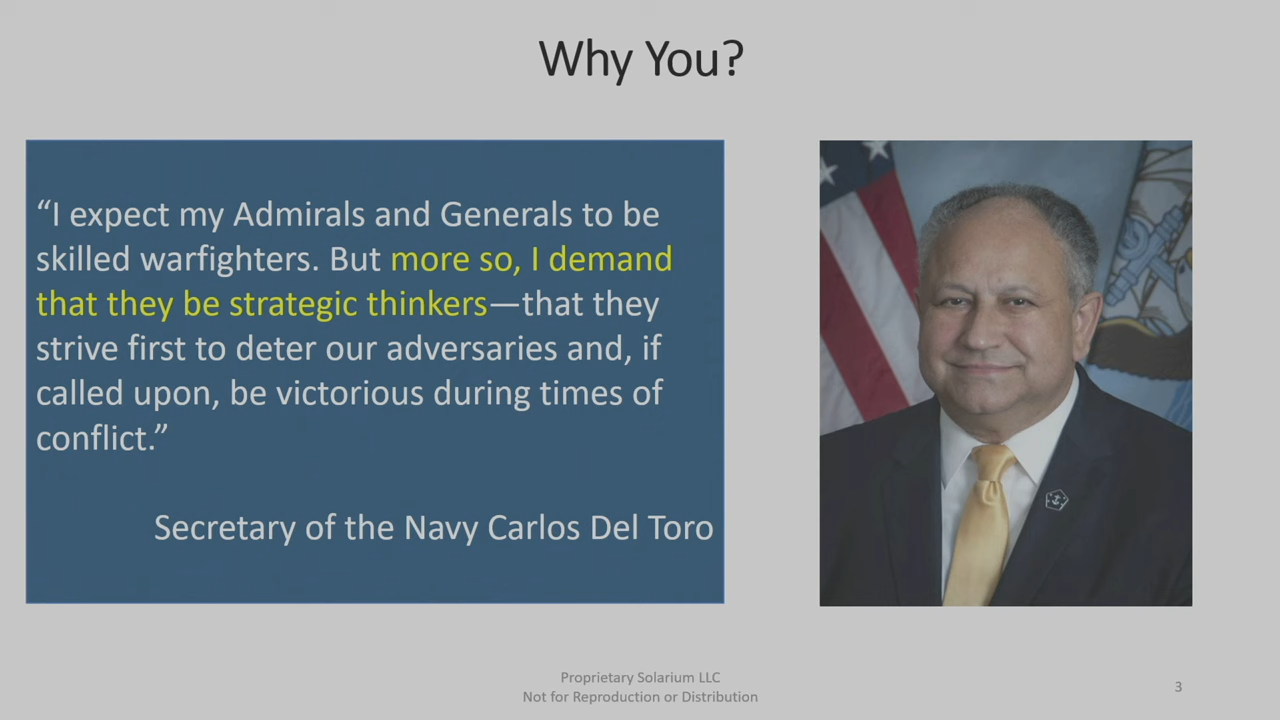 Why You?
“I expect my Admirals and Generals to be
skilled warfighters. But more so, I demand
that they be strategic thinkers—that they
strive first to deter our adversaries and, if
called upon, be victorious during times of
conflict.”
Secretary of the Navy Carlos Del Toro
Proprietary Solarium LLC
Not for Reproduction or Distribution
3